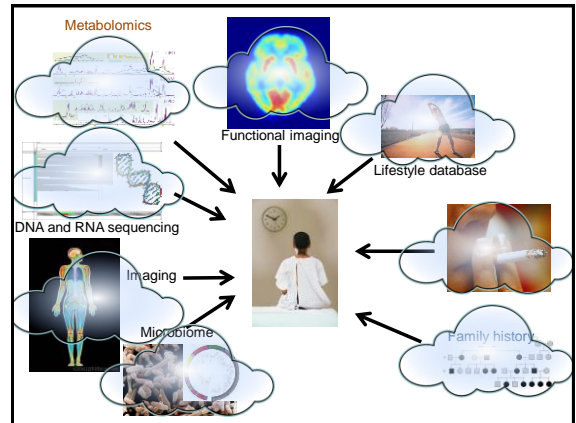 Metabolomics
Functional imaging
Lifestyle database
DNA and RNA sequencing
Imaging
Microbiome
Family history